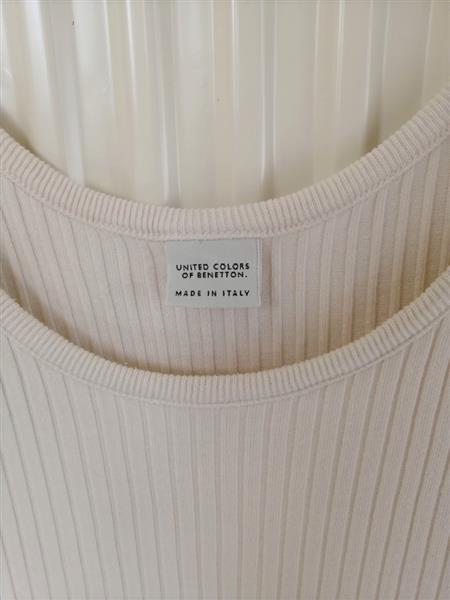 UNITED COLORS
OF BENETTON.
MADE IN ITALY